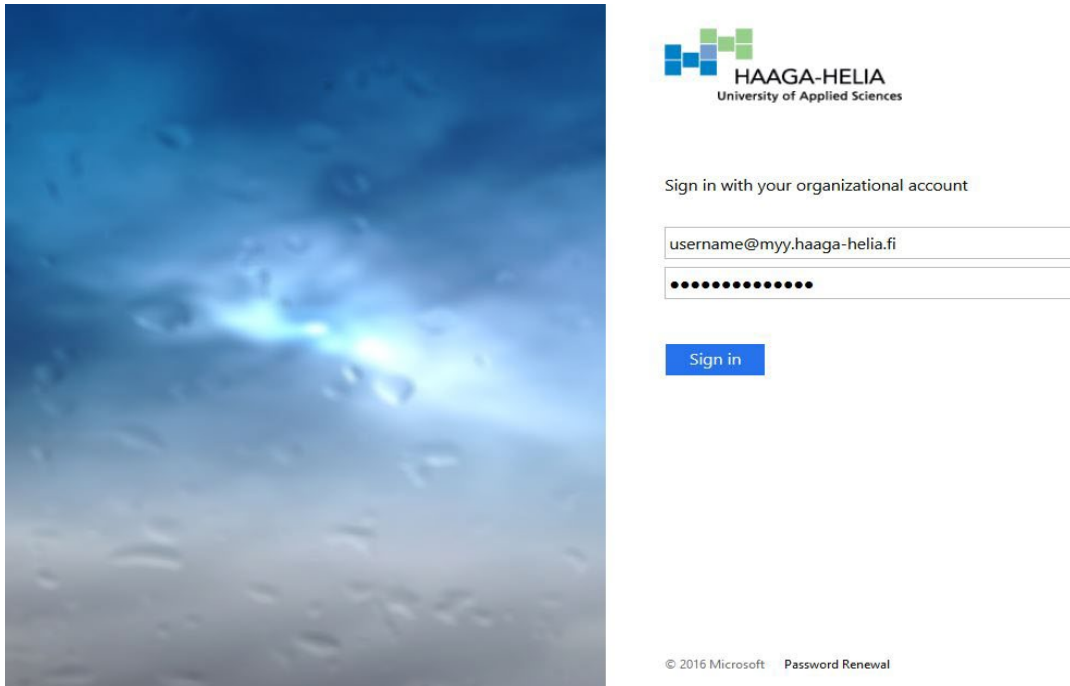 HAAGA-HELIA
University of Applied Sciences
Sign in with your organizational account
username@myy.haaga-helia.fi
●●●●●●●●●●●●●●
Sign in
© 2016 Microsoft Password Renewal